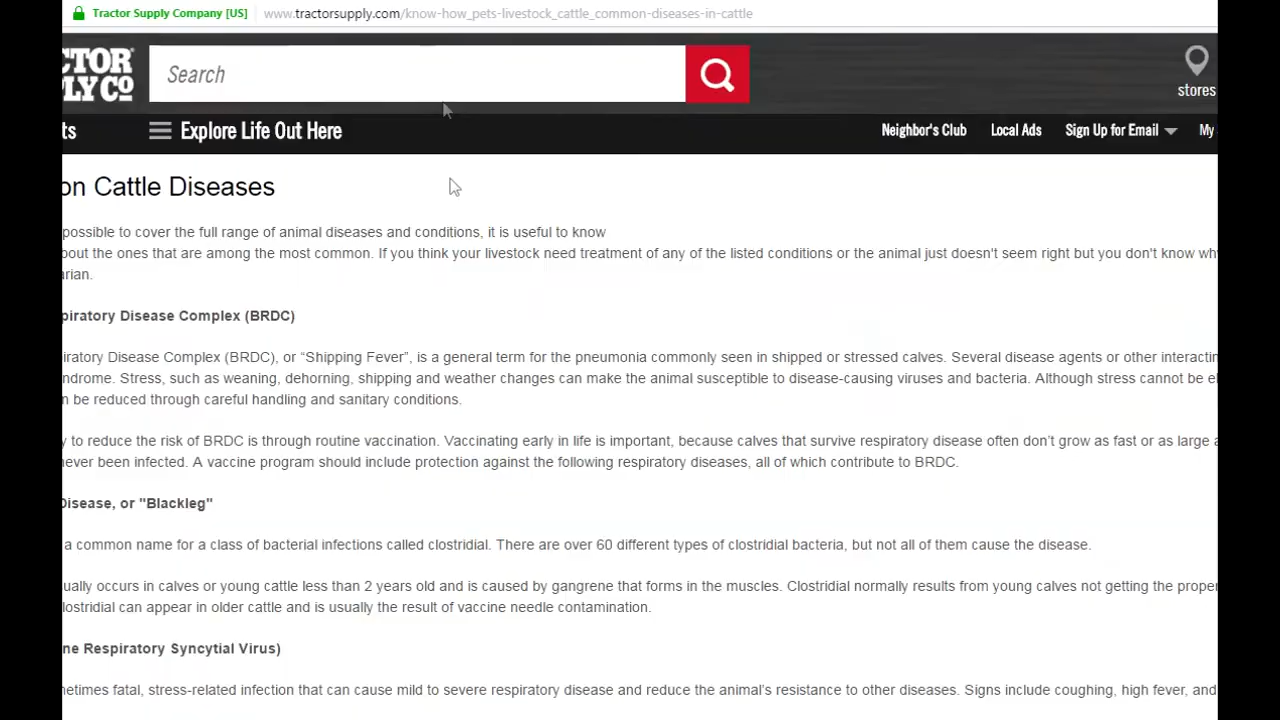 Tractor Supply Company [US] www.tractorsupply.com/know-how_pets-livestock_cattle_common-diseases-in-cattle
CTOR
PLY CO
Search
stores
ts
Explore Life Out Here
Neighbor's Club
Local Ads
Sign Up for Email
My
on Cattle Diseases
possible to cover the full range of animal diseases and conditions, it is useful to know
bout the ones that are among the most common. If you think your livestock need treatment of any of the listed conditions or the animal just doesn't seem right but you don't know wh
arian.
piratory Disease Complex (BRDC)
iratory Disease Complex (BRDC), or “Shipping Fever”, is a general term for the pneumonia commonly seen in shipped or stressed calves. Several disease agents or other interactin
ndrome. Stress, such as weaning, dehorning, shipping and weather changes can make the animal susceptible to disease-causing viruses and bacteria. Although stress cannot be el
n be reduced through careful handling and sanitary conditions.
y to reduce the risk of BRDC is through routine vaccination. Vaccinating early in life is important, because calves that survive respiratory disease often don’t grow as fast or as large a
never been infected. A vaccine program should include protection against the following respiratory diseases, all of which contribute to BRDC.
Disease, or "Blackleg"
a common name for a class of bacterial infections called clostridial. There are over 60 different types of clostridial bacteria, but not all of them cause the disease.
ually occurs in calves or young cattle less than 2 years old and is caused by gangrene that forms in the muscles. Clostridial normally results from young calves not getting the proper
lostridial can appear in older cattle and is usually the result of vaccine needle contamination.
ne Respiratory Syncytial Virus)
metimes fatal, stress-related infection that can cause mild to severe respiratory disease and reduce the animal’s resistance to other diseases. Signs include coughing, high fever, and